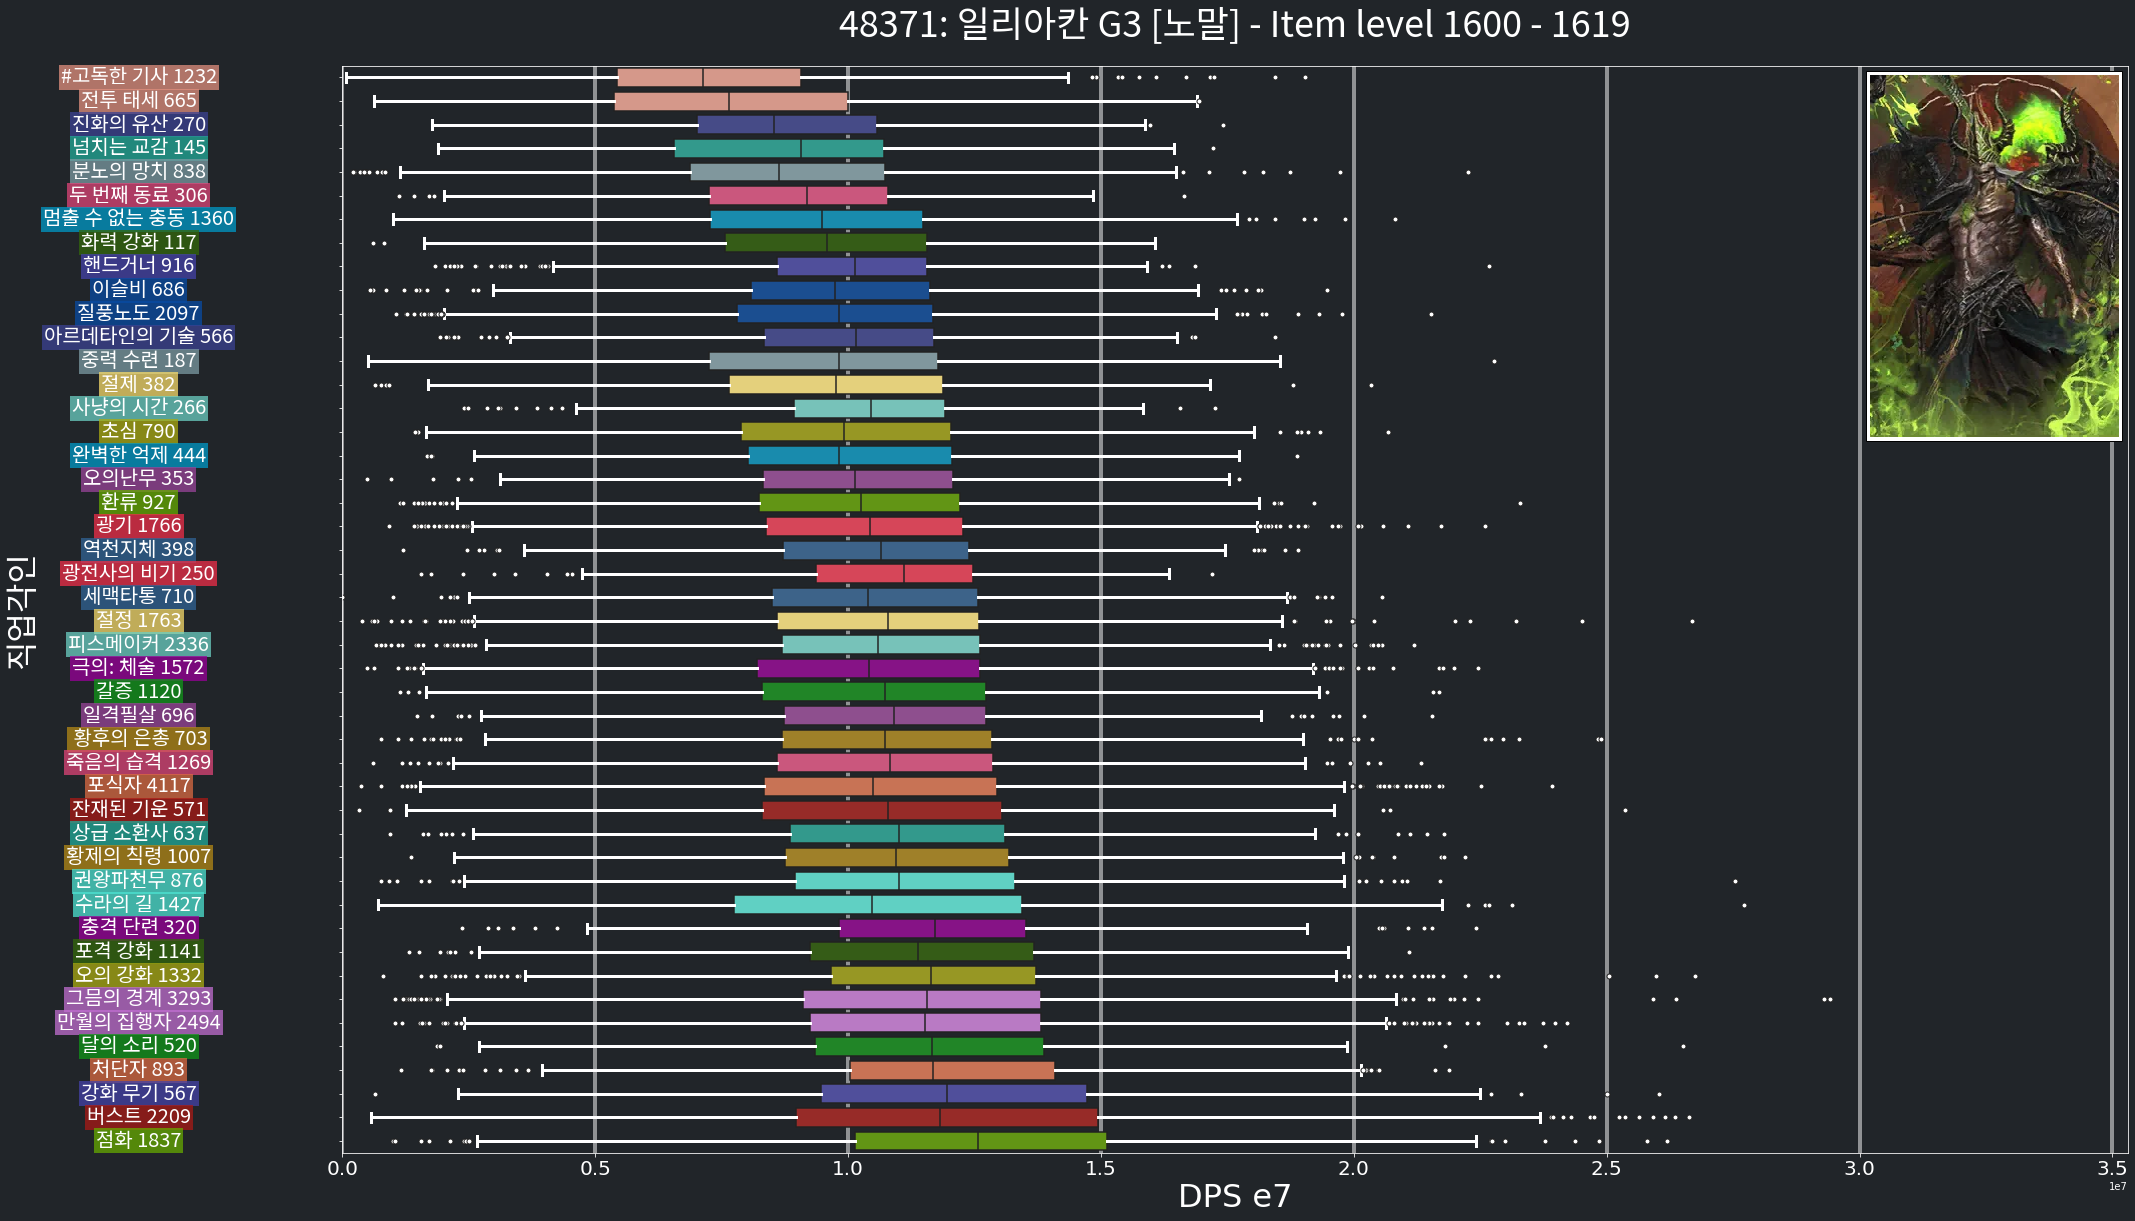 48371: 일리아칸 G3 [노말] - Item level 1600 - 1619
#고독한 기사 1232
전투 태세 665
진화의 유산 270
넘치는 교감 145
분노의 망치 838
두 번째 동료 306
멈출 수 없는 충동 1360
화력 강화 117
핸드거너 916
이슬비 686
질풍노도 2097
아르데타인의 기술 566
중력 수련 187
절제 382
사냥의 시간 266
초심 790
완벽한 억제 444
오의난무 353
환류 927
광기 1766
역천지체 398
광전사의 비기 250
세맥타통 710
절정 1763
피스메이커 2336
극의: 체술 1572
갈증 1120
일격필살 696
황후의 은총 703
죽음의 습격 1269
포식자 4117
잔재된 기운 571
상급 소환사 637
황제의 칙령 1007
권왕파천무 876
수라의 길 1427
충격 단련 320
포격 강화 1141
오의 강화 1332
그믐의 경계 3293
만월의 집행자 2494
달의 소리 520
처단자 893
강화 무기 567
버스트 2209
점화 1837
직업각인
0.0 0.5 1.0 1.5 2.0 2.5 3.0 3.5
1e7
DPS e7